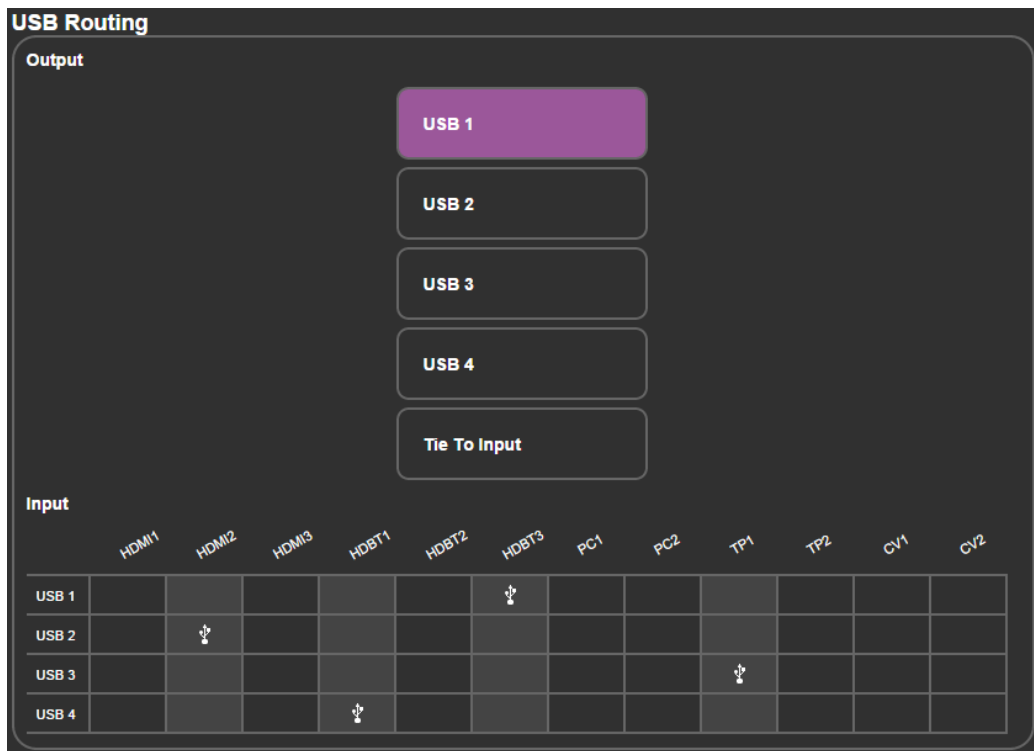 USB Routing
Output
USB 1
USB 2
USB 3
USB 4
Tie To Input
Input
HDMI1 HDMI2 HDMI3 HDBT1 HDBT2 HDBT3 PC1 PC2 TP1 TP2 CV1 CV2
USB 1
USB 2
USB 3
USB 4